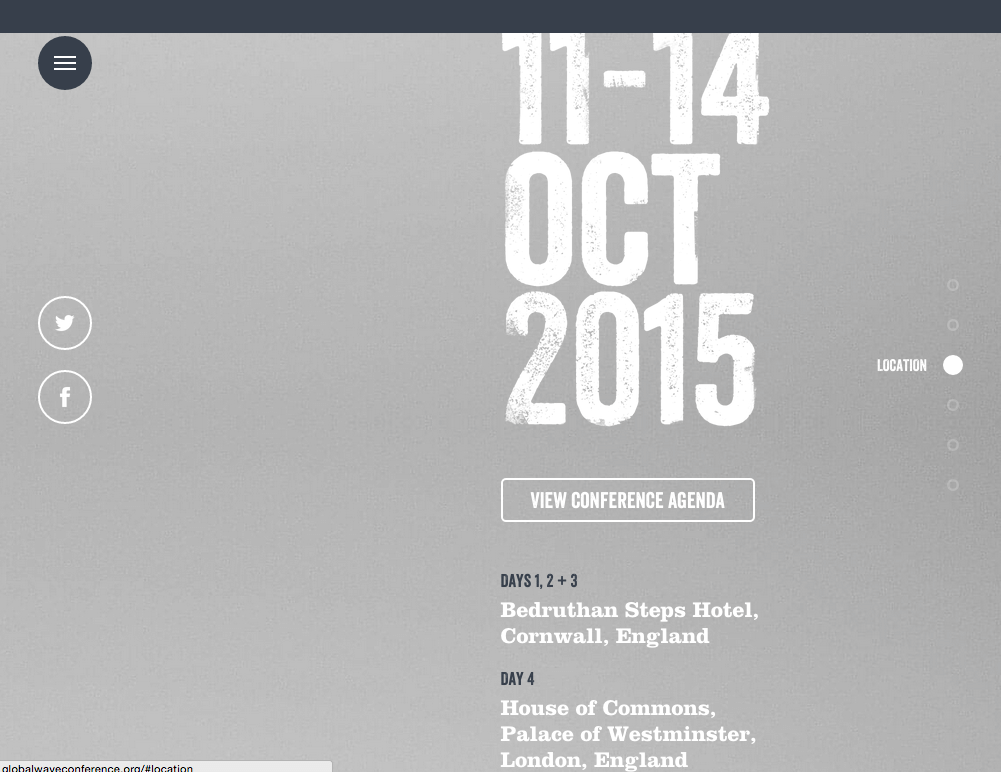 11-14
OCT
2015
LOCATION
VIEW CONFERENCE AGENDA
DAYS 1, 2 + 3
Bedruthan Steps Hotel,
Cornwall, England
DAY 4
House of Commons,
Palace of Westminster,
London, England
globalwaveconference.org/#location